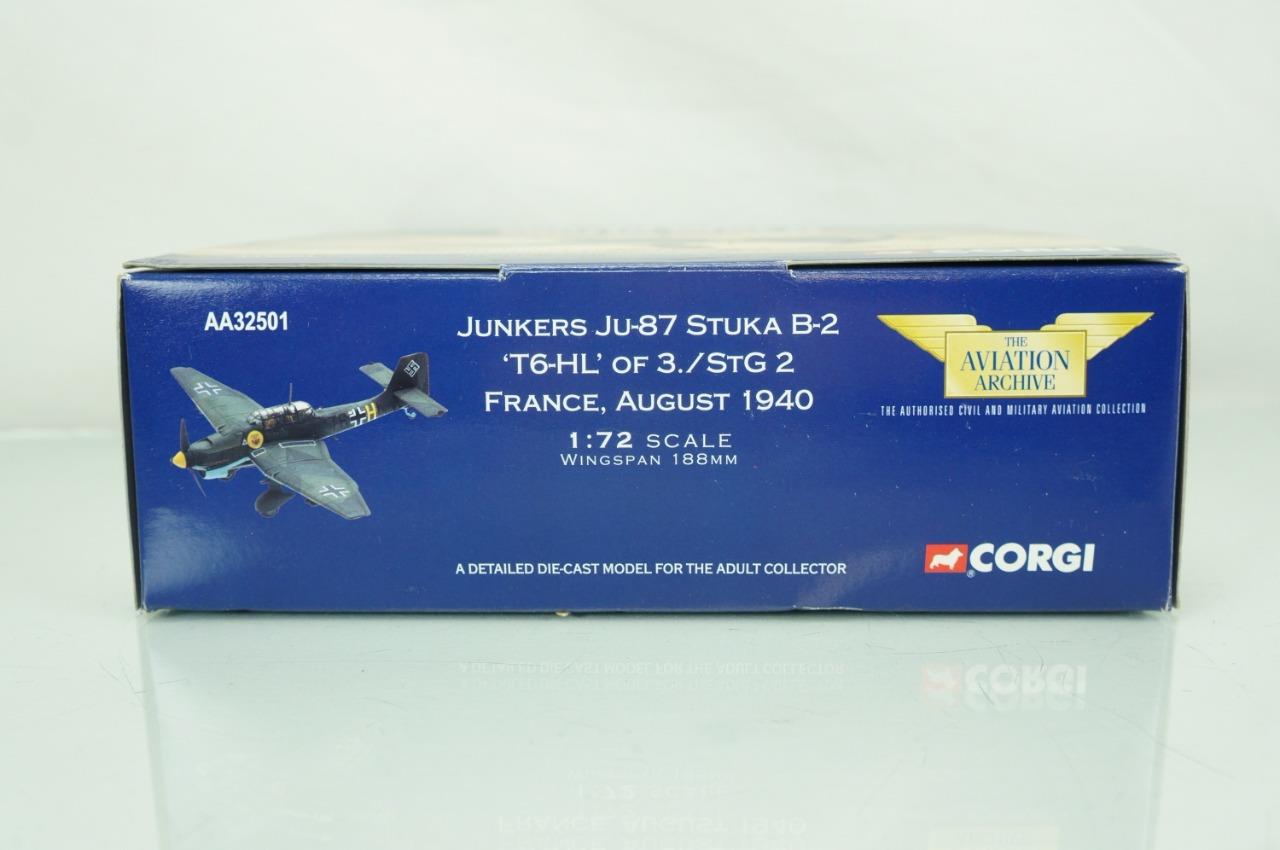 AA32501
JUNKERS JU-87 STUKA B-2
'T6-HL' OF 3./STG 2
FRANCE, AUGUST 1940
1:72 SCALE
WINGSPAN 188MM
THE
AVIATION
ARCHIVE
THE AUTHORISED CIVIL AND MILITARY AVIATION COLLECTION
A DETAILED DIE-CAST MODEL FOR THE ADULT COLLECTOR
® CORGI
H